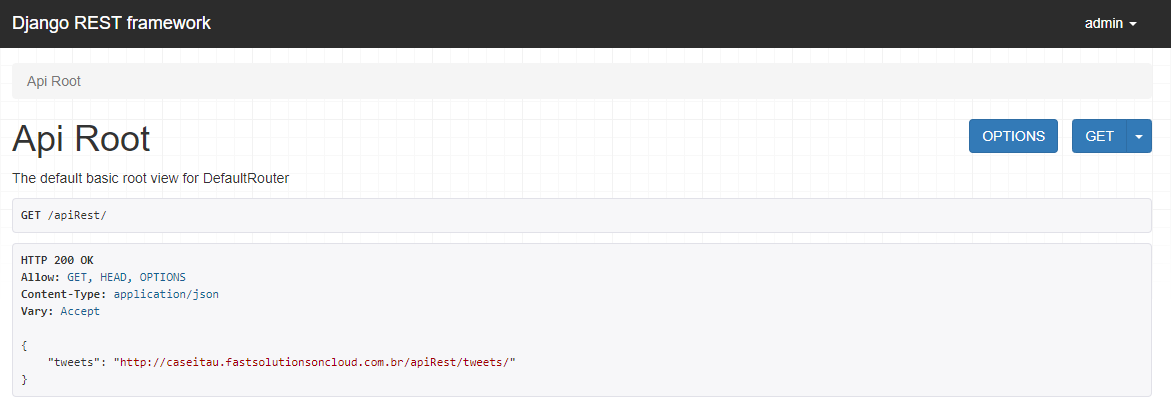 Django REST framework
admin
Api Root
Api Root
OPTIONS
GET
The default basic root view for DefaultRouter
GET /apiRest/
HTTP 200 OK
Allow: GET, HEAD, OPTIONS
Content-Type: application/json
Vary: Accept
{
    "tweets": "http://caseitau.fastsolutionsoncloud.com.br/apiRest/tweets/"
}